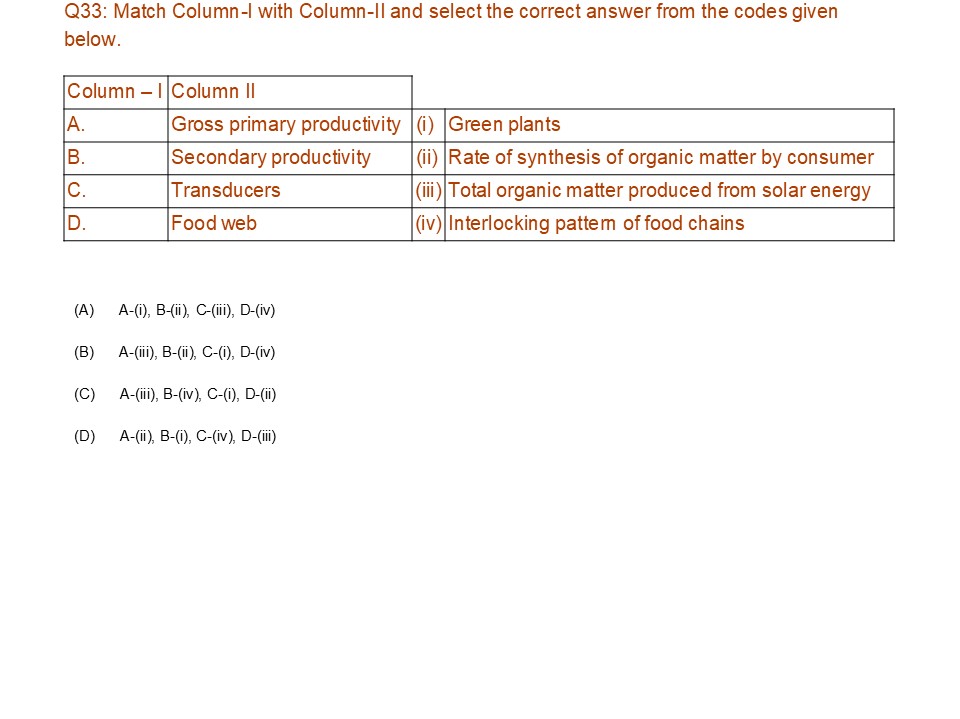 Q33: Match Column-I with Column-II and select the correct answer from the codes given
below.
Column – I Column II
A. Gross primary productivity (i) Green plants
B. Secondary productivity (ii) Rate of synthesis of organic matter by consumer
C. Transducers (iii) Total organic matter produced from solar energy
D. Food web (iv) Interlocking pattern of food chains
(A) A-(i), B-(ii), C-(iii), D-(iv)
(B) A-(iii), B-(ii), C-(i), D-(iv)
(C) A-(iii), B-(iv), C-(i), D-(ii)
(D) A-(ii), B-(i), C-(iv), D-(iii)